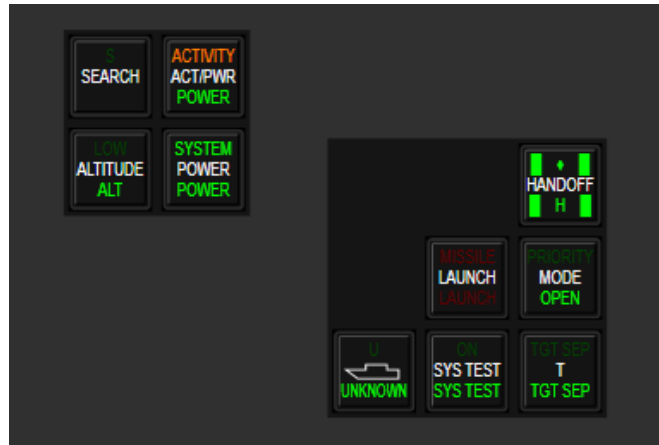 S
SEARCH
ACTIVITY
ACT/PWR
POWER
LOW
ALTITUDE
ALT
SYSTEM
POWER
POWER
HANDOFF
H
MISSILE
LAUNCH
LAUNCH
PRIORITY
MODE
OPEN
U
UNKNOWN
ON
SYS TEST
SYS TEST
TGT SEP
T
TGT SEP